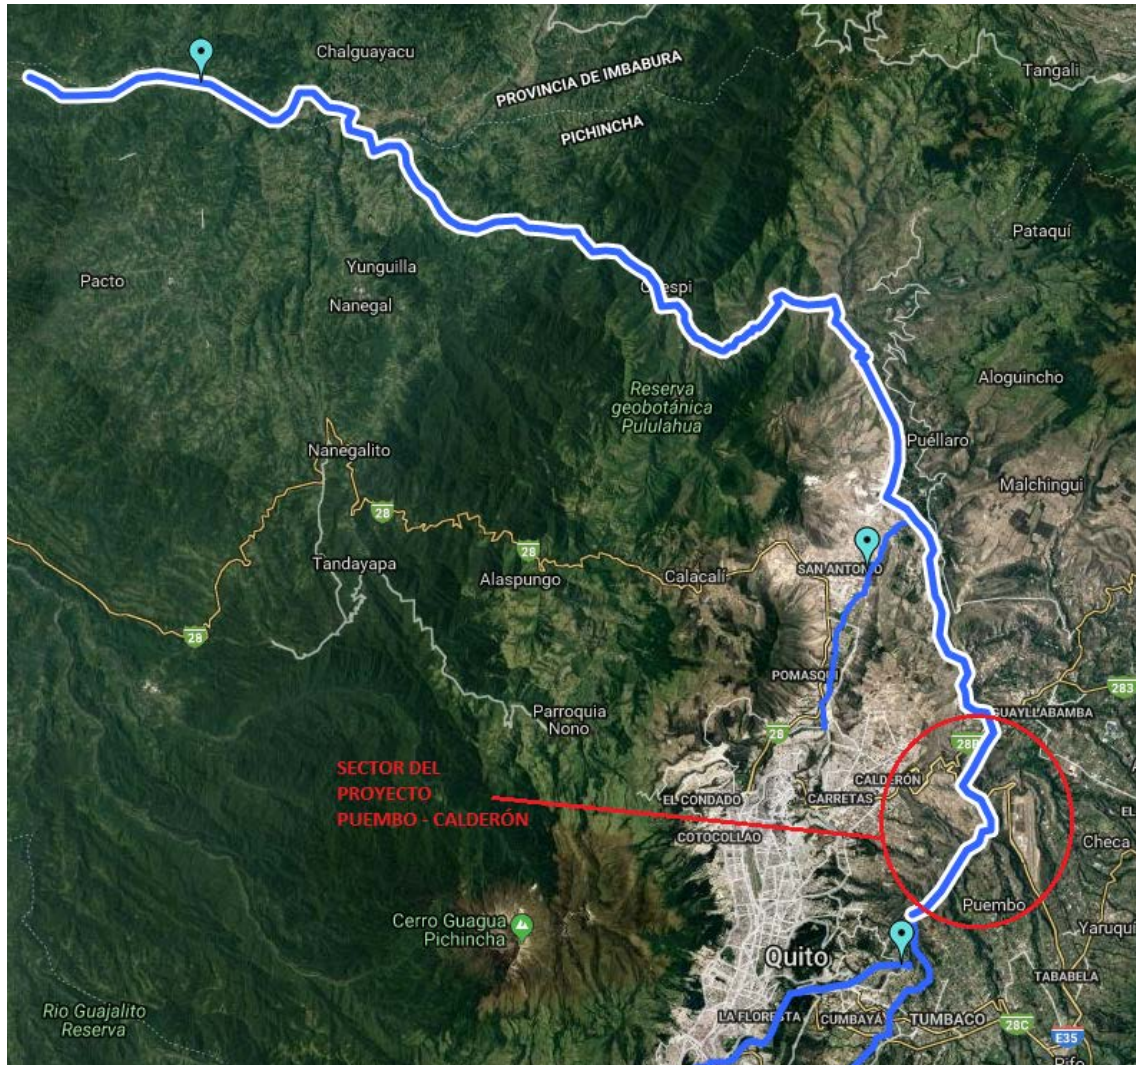 Chalguayacu
PROVINCIA DE IMBABURA
PICHINCHA
Tangali
Pataquí
Pacto
Yunguilla
Nanegal
Reserva
geobotánica
Pululahua
Aloguincho
Puéllaro
Malchingui
Nanegalito
28
28
Tandayapa
Alaspungo
Calacalí
SAN ANTONIO
28
POMASQUI
283
GUAYLLABAMBA
Parroquia
Nono
28
28B
SECTOR DEL
PROYECTO
PUEMBO - CALDERÓN
CALDERÓN
EL CONDADO
CARRETAS
EL
COTOCOLLAO
Checa
Puembo
Cerro Guagua
Pichincha
Yaruquí
Quito
TABABELA
Rio Guajalito
Reserva
LA FLORESTA
CUMBAYÁ
TUMBACO
28C
E35